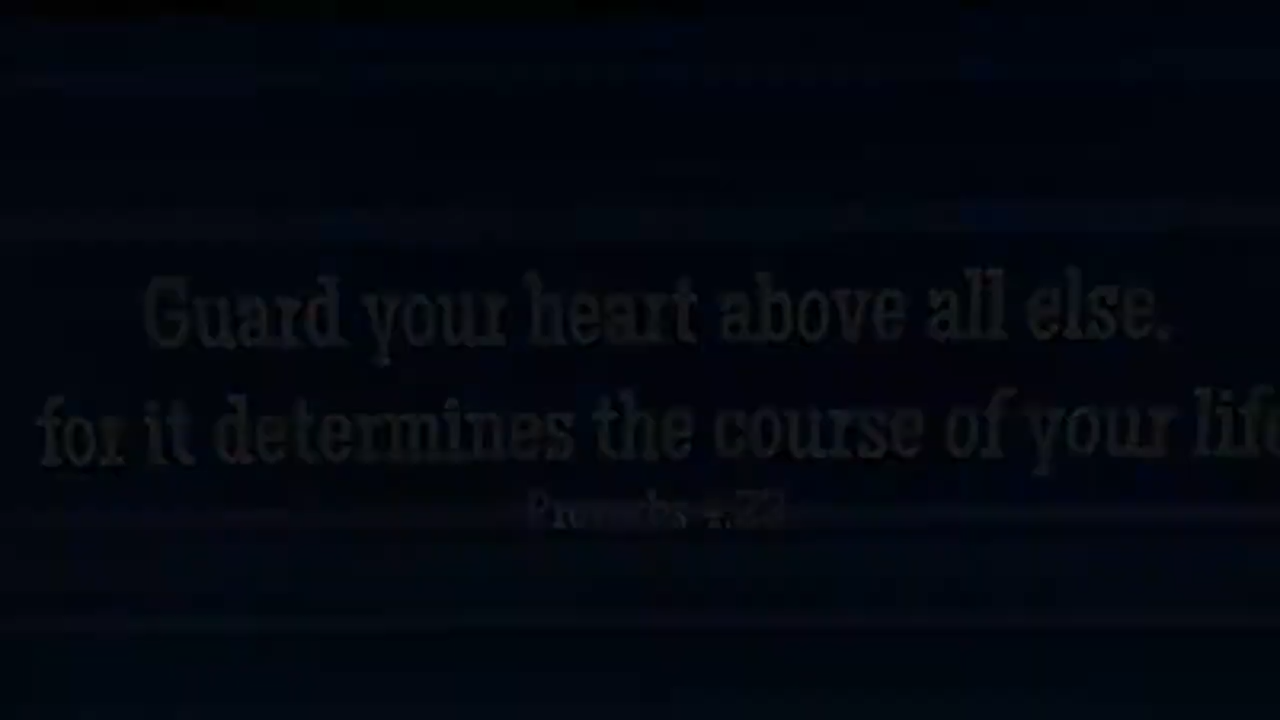 Guard your heart above all else,
for it determines the course of your life
Proverbs 4:23